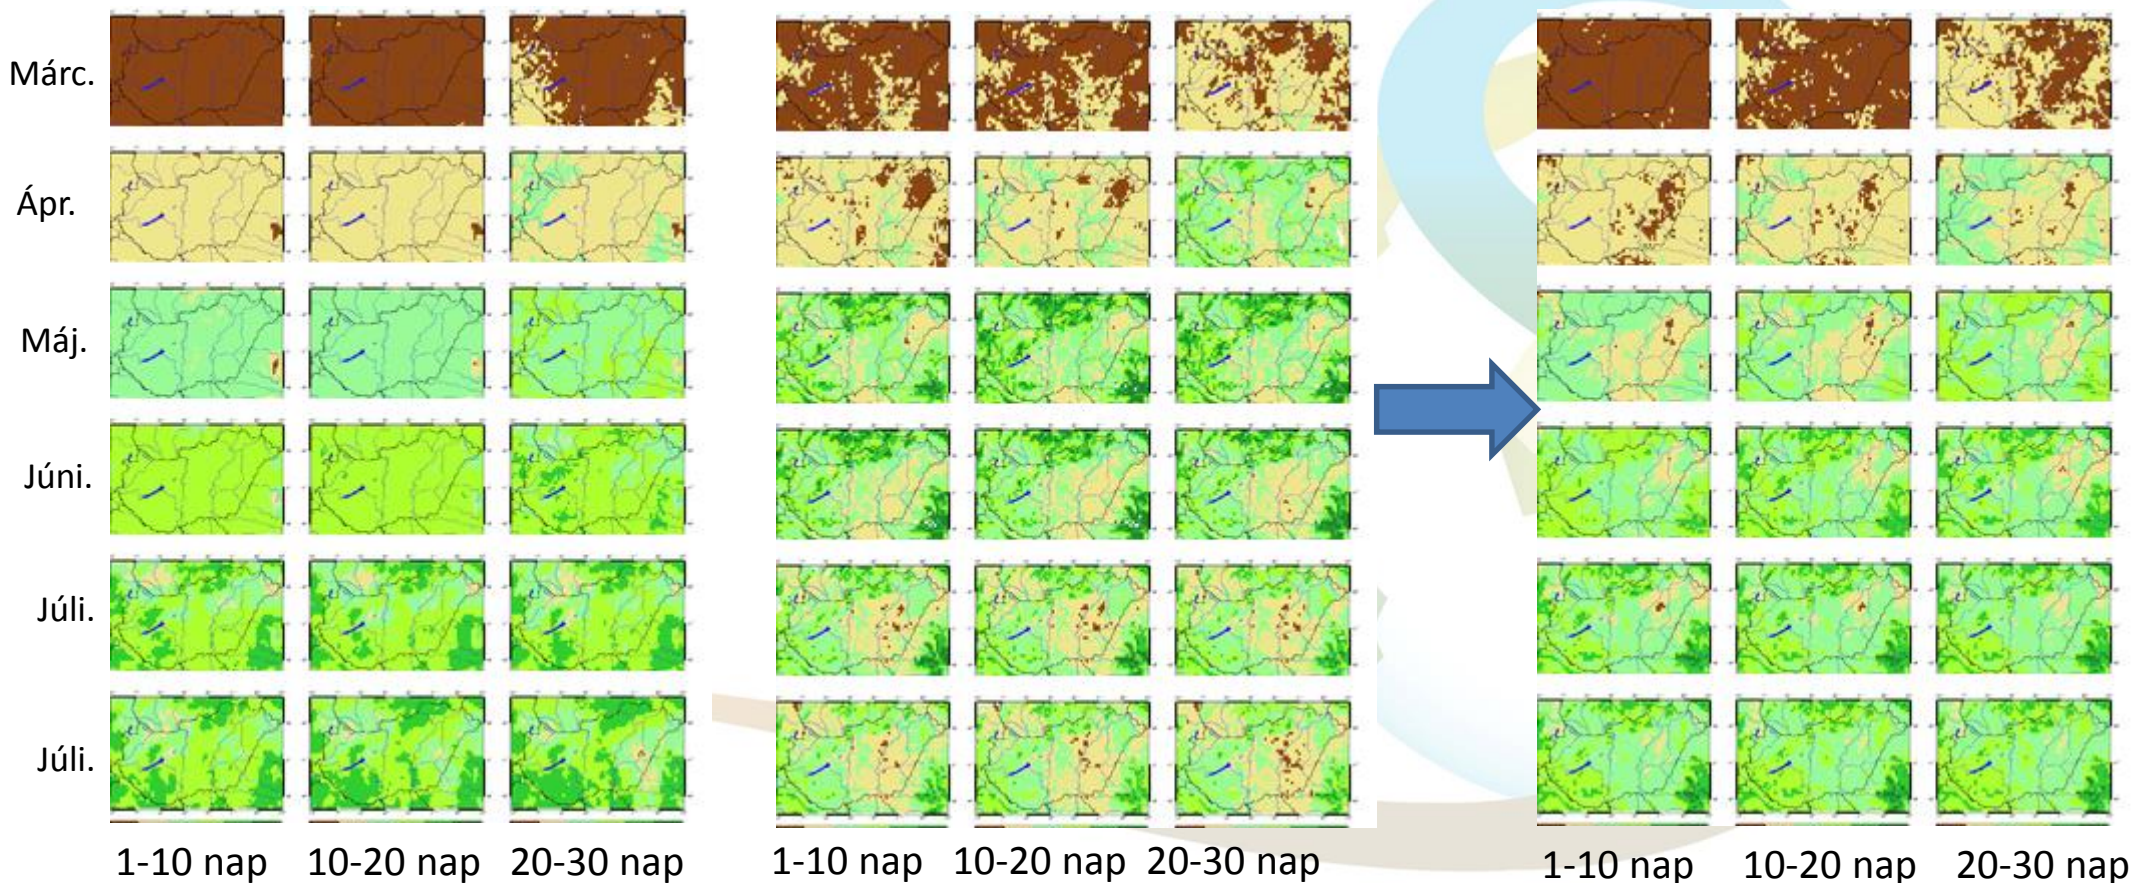 Márc.
Ápr.
Máj.
Júni.
Júli.
Júli.
1-10 nap 10-20 nap 20-30 nap
1-10 nap 10-20 nap 20-30 nap
1-10 nap 10-20 nap 20-30 nap